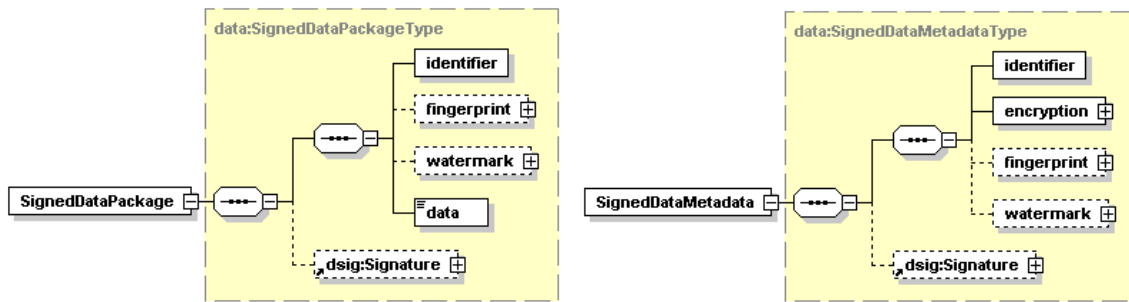 data:SignedDataPackageType
identifier
fingerprint
watermark
SignedDataPackage
data
dsig:Signature
data:SignedDataMetadataType
identifier
encryption
fingerprint
SignedDataMetadata
watermark
dsig:Signature